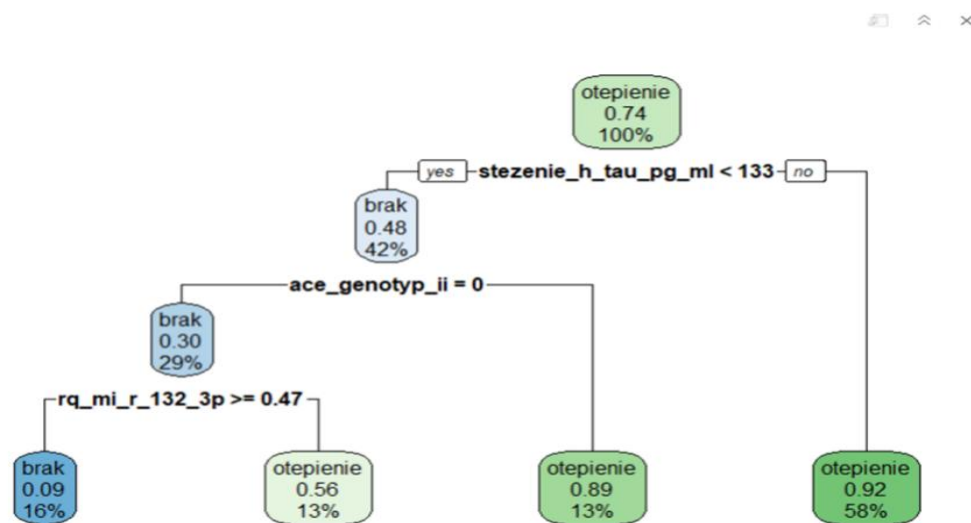 otepienie
0.74
100%
yes stezenie_h_tau_pg_ml < 133 no
brak
0.48
42%
ace_genotyp_ii = 0
brak
0.30
29%
rq_mi_r_132_3p >= 0.47
brak
0.09
16%
otepienie
0.56
13%
otepienie
0.89
13%
otepienie
0.92
58%